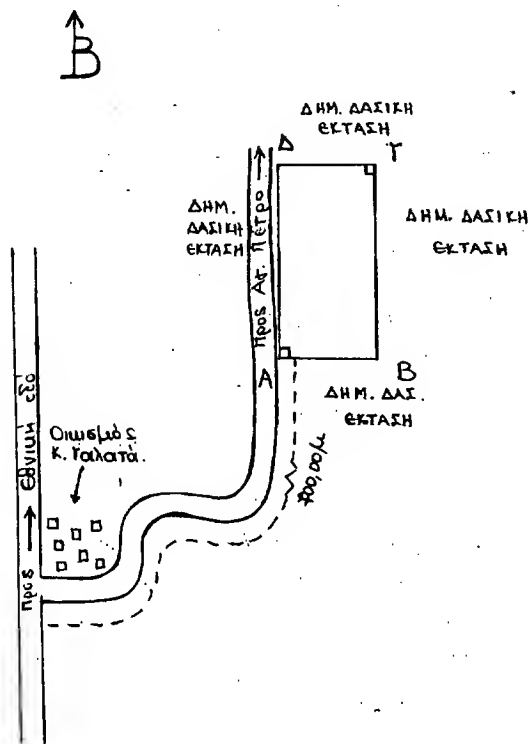 Β
ΔΗΜ. ΔΑΣΙΚΗ
ΕΚΤΑΣΗ
Δ
Γ
ΔΗΜ.
ΔΑΣΙΚΗ
ΕΚΤΑΣΗ
προς Αγ. Πέτρο
ΔΗΜ. ΔΑΣΙΚΗ
ΕΚΤΑΣΗ
Α
Β
ΔΗΜ. ΔΑΣ.
ΕΚΤΑΣΗ
700,00μ
Οικισμός
Κ. Γαλατά.
προς
Εθνική οδό